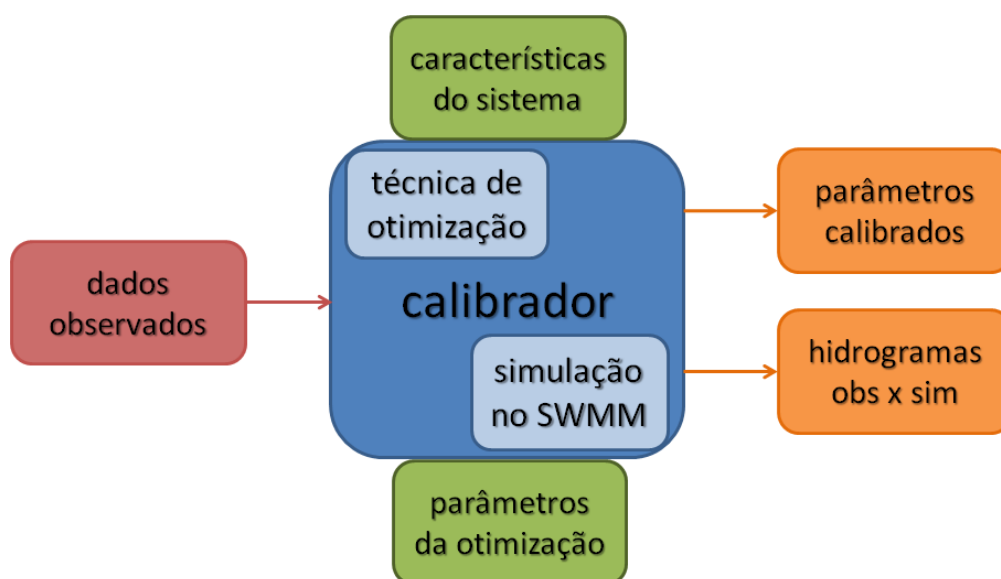 características
do sistema
técnica de
otimização
dados
observados
calibrador
simulação
no SWMM
parâmetros
calibrados
hidrogramas
obs x sim
parâmetros
da otimização